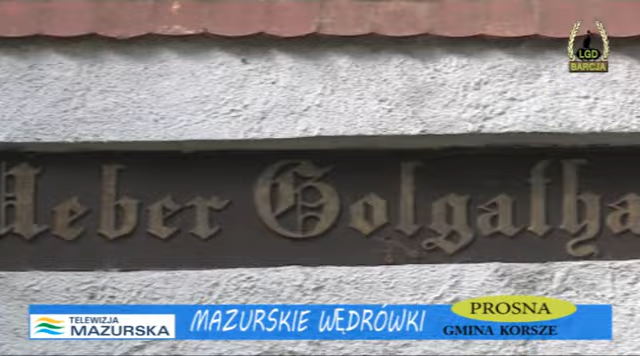 LGD
BARCJA
Ueber Golgatha
TELEWIZJA
MAZURSKA
MAZURSKIE WĘDRÓWKI
PROSNA
GMINA KORSZE